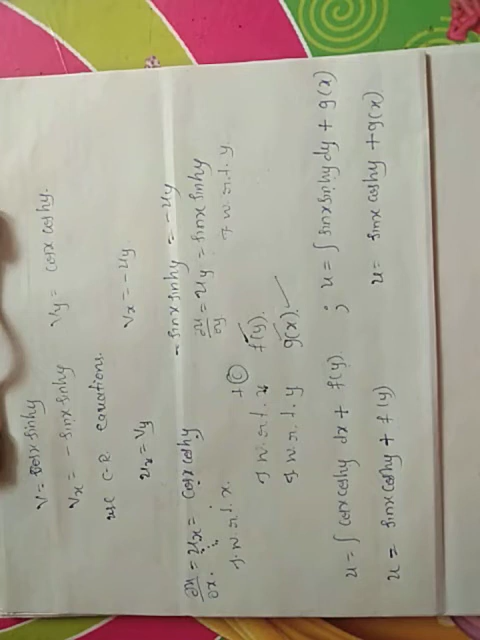 V = cosx sinhy
Vx = - sinx sinhy Vy = cosx coshy.
use C-R equations.
ux = Vy Vx = - uy
∂u/∂x = ux = cosx coshy - sinx sinhy = - uy
∂u/∂y = uy = sinx sinhy
I w.r.t. x. I w.r.t. y.
+ C
I w.r.t. x f(y).
I w.r.t. y g(x). ✓
u = ∫ cosx coshy dx + f(y) ; u = ∫ sinx sinhy dy + g(x)
u = sinx coshy + f(y) u = sinx coshy + g(x)